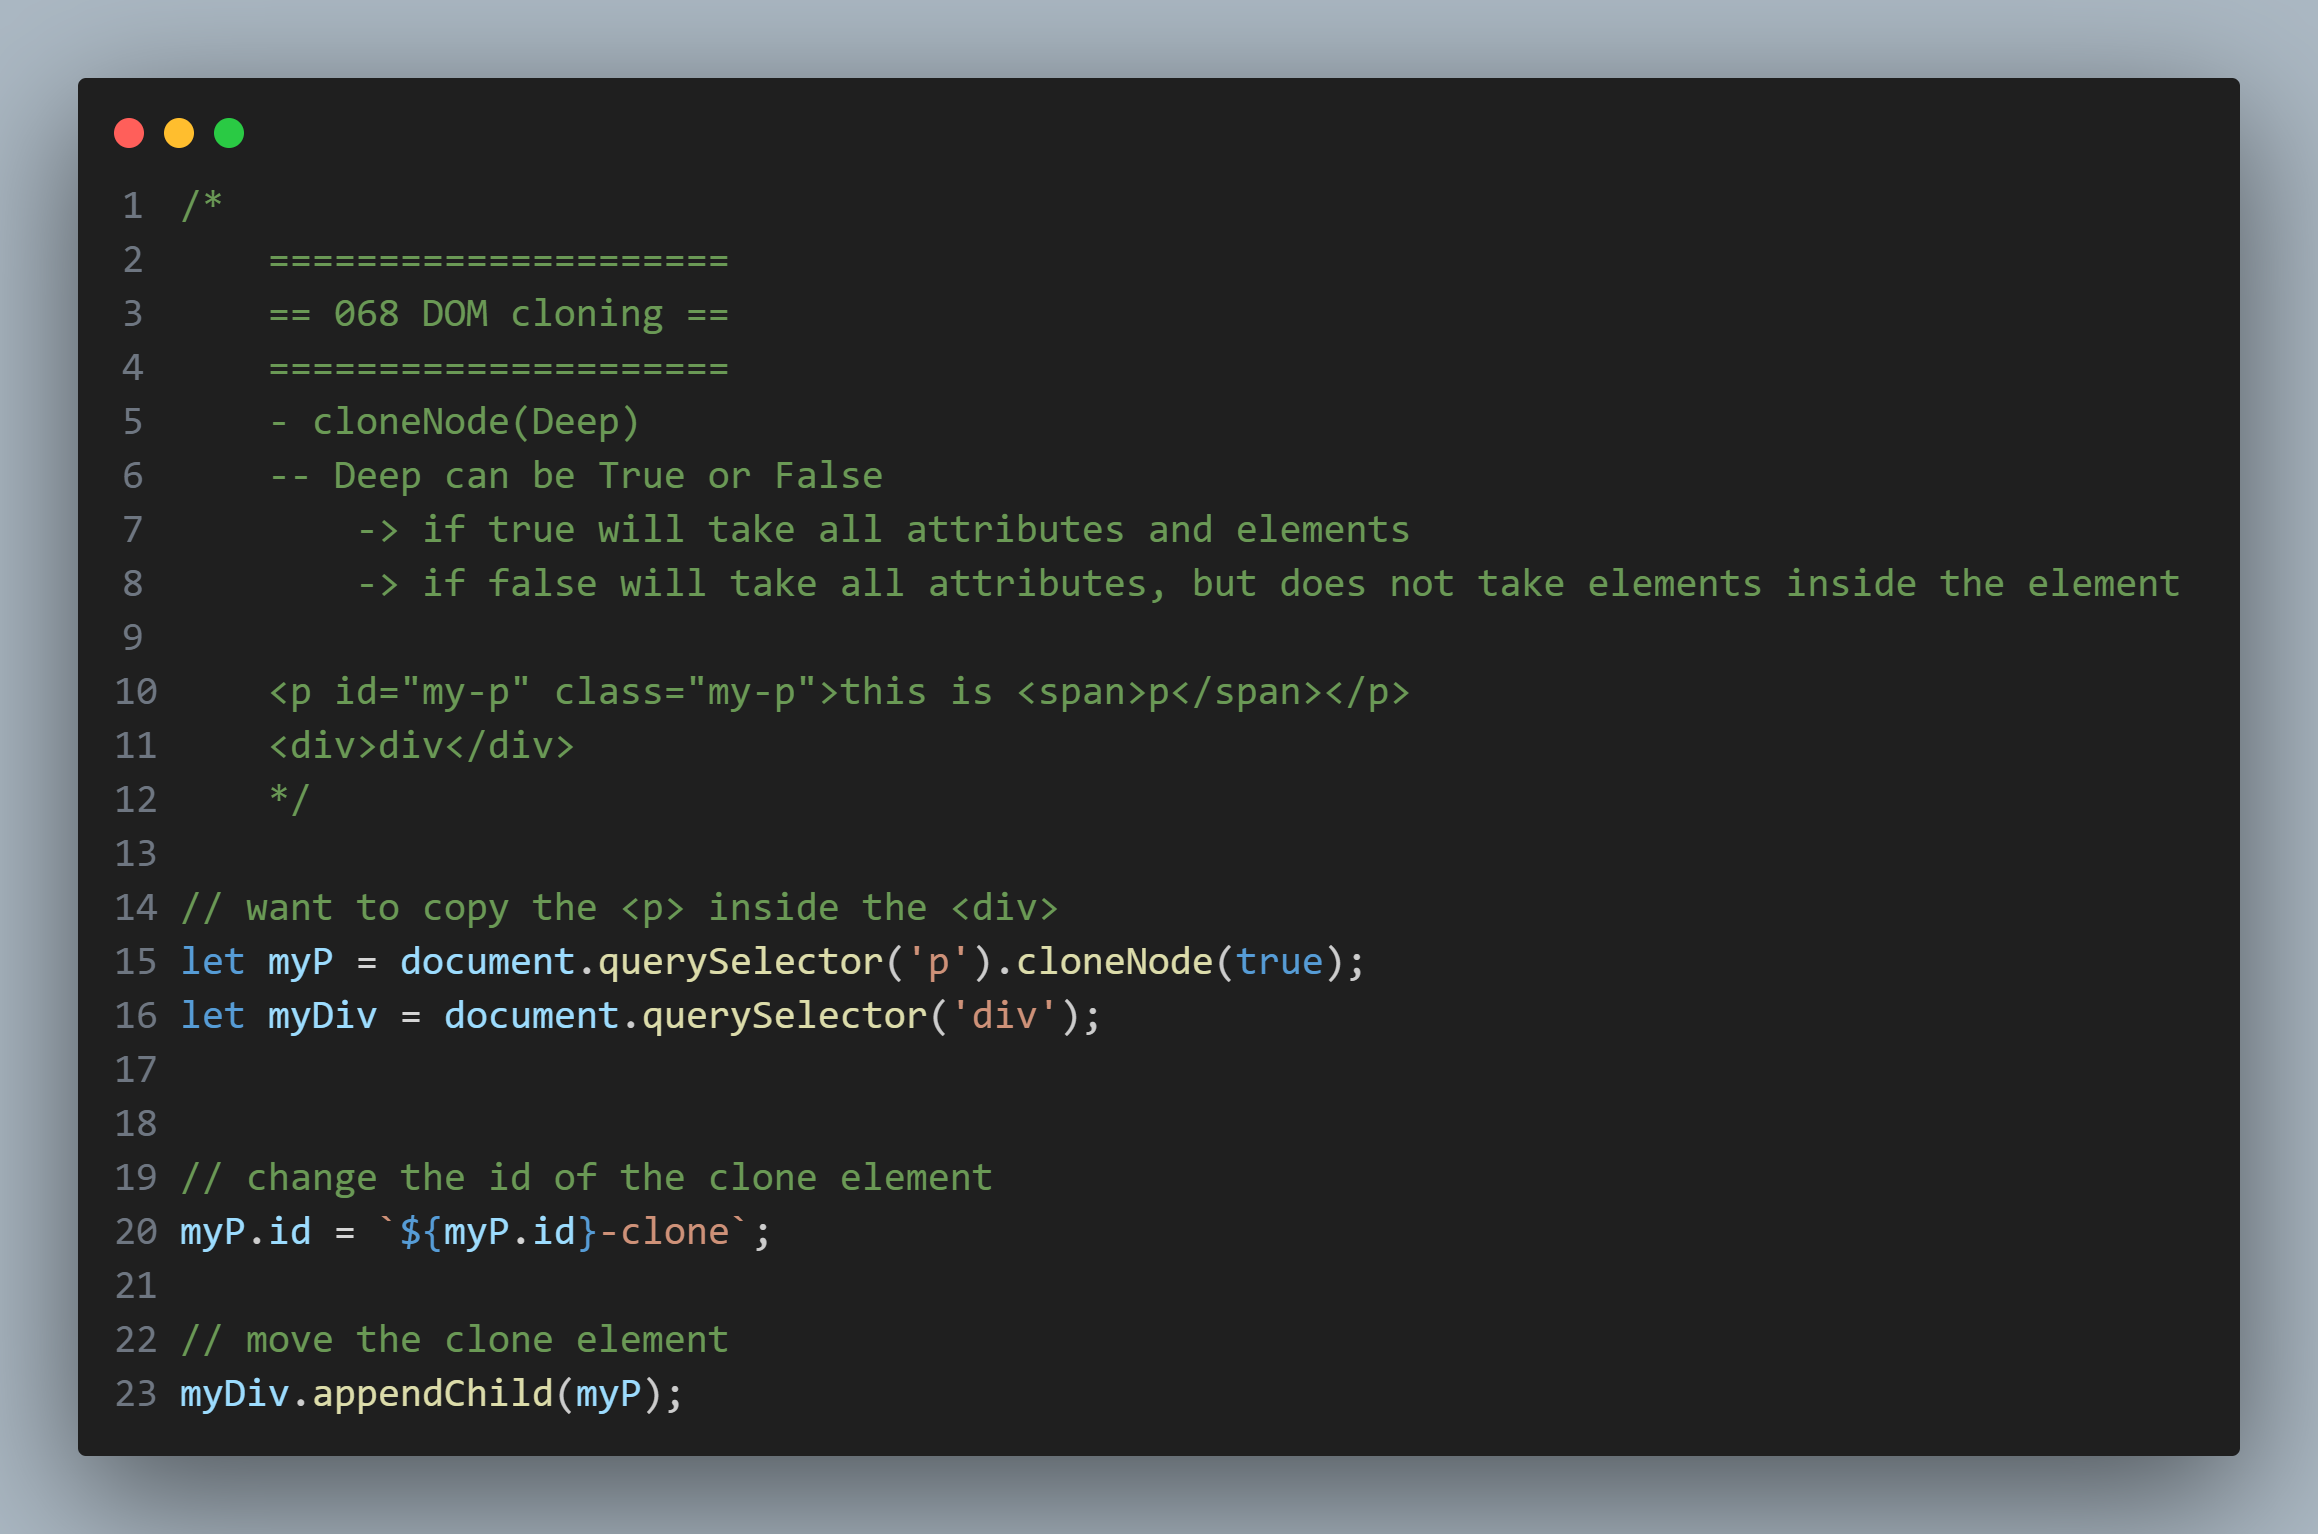 1 /*
2     =====================
3     == 068 DOM cloning ==
4     =====================
5     - cloneNode(Deep)
6     -- Deep can be True or False
7         -> if true will take all attributes and elements
8         -> if false will take all attributes, but does not take elements inside the element
9
10     <p id="my-p" class="my-p">this is <span>p</span></p>
11     <div>div</div>
12     */
13
14 // want to copy the <p> inside the <div>
15 let myP = document.querySelector('p').cloneNode(true);
16 let myDiv = document.querySelector('div');
17
18
19 // change the id of the clone element
20 myP.id = `${myP.id}-clone`;
21
22 // move the clone element
23 myDiv.appendChild(myP);